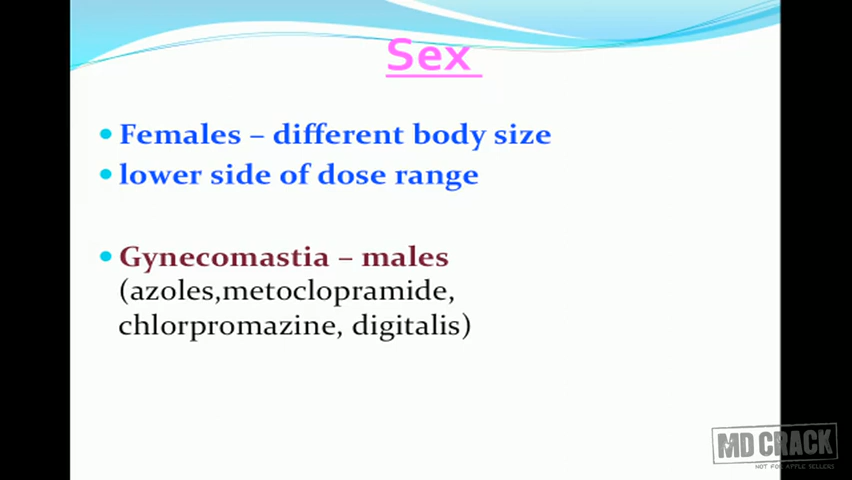 Sex
• Females – different body size
• lower side of dose range
• Gynecomastia – males
(azoles,metoclopramide,
chlorpromazine, digitalis)
MD CRACK
NOT FOR APPLE SELLERS